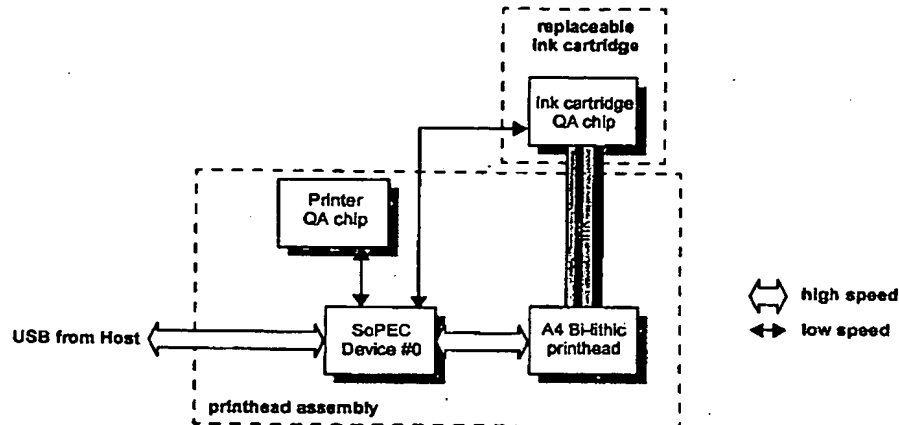 replaceable
ink cartridge
Ink cartridge
QA chip
Printer
QA chip
ink
high speed
low speed
USB from Host
SoPEC
Device #0
A4 Bi-lithic
printhead
printhead assembly